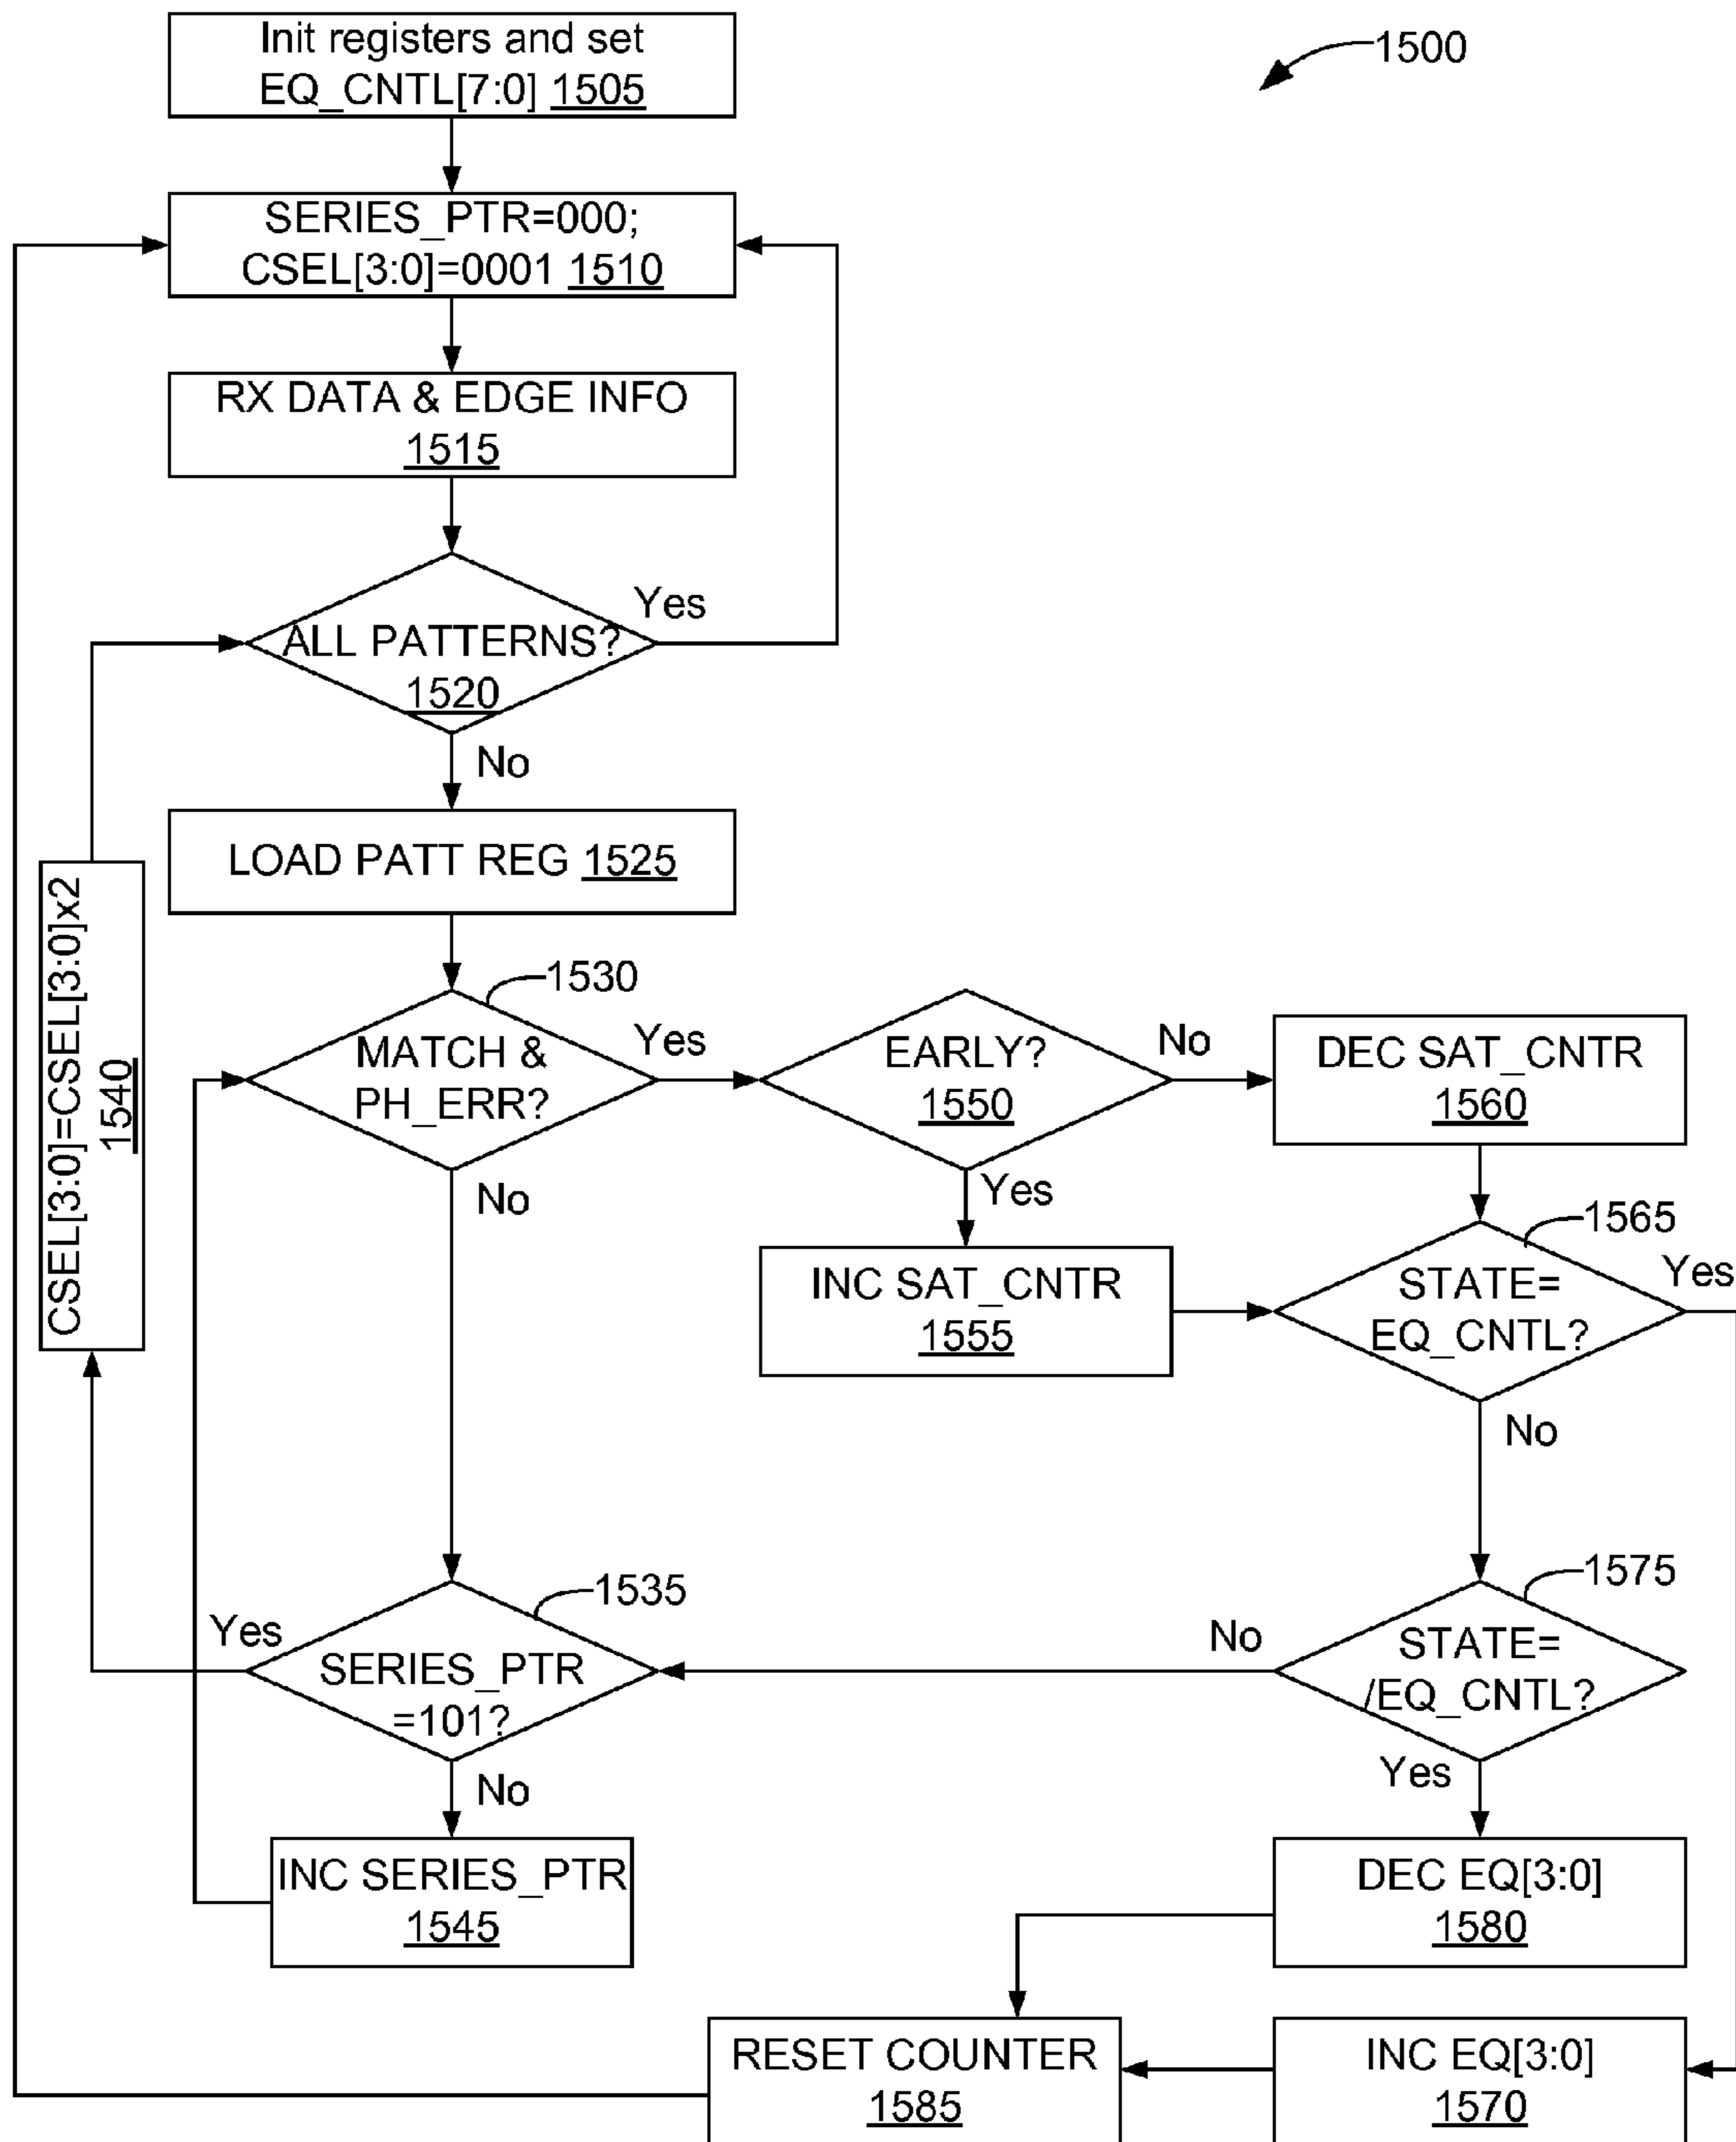 Init registers and set
EQ_CNTL[7:0] 1505
1500
SERIES_PTR=000;
CSEL[3:0]=0001 1510
RX DATA & EDGE INFO
1515
ALL PATTERNS?
1520
Yes
No
LOAD PATT REG 1525
CSEL[3:0]=CSEL[3:0]x2
1540
1530
MATCH &
PH_ERR?
Yes
No
EARLY?
1550
No
Yes
DEC SAT_CNTR
1560
INC SAT_CNTR
1555
1565
STATE=
EQ_CNTL?
Yes
No
1535
SERIES_PTR
=101?
Yes
No
1575
STATE=
/EQ_CNTL?
No
Yes
INC SERIES_PTR
1545
DEC EQ[3:0]
1580
RESET COUNTER
1585
INC EQ[3:0]
1570